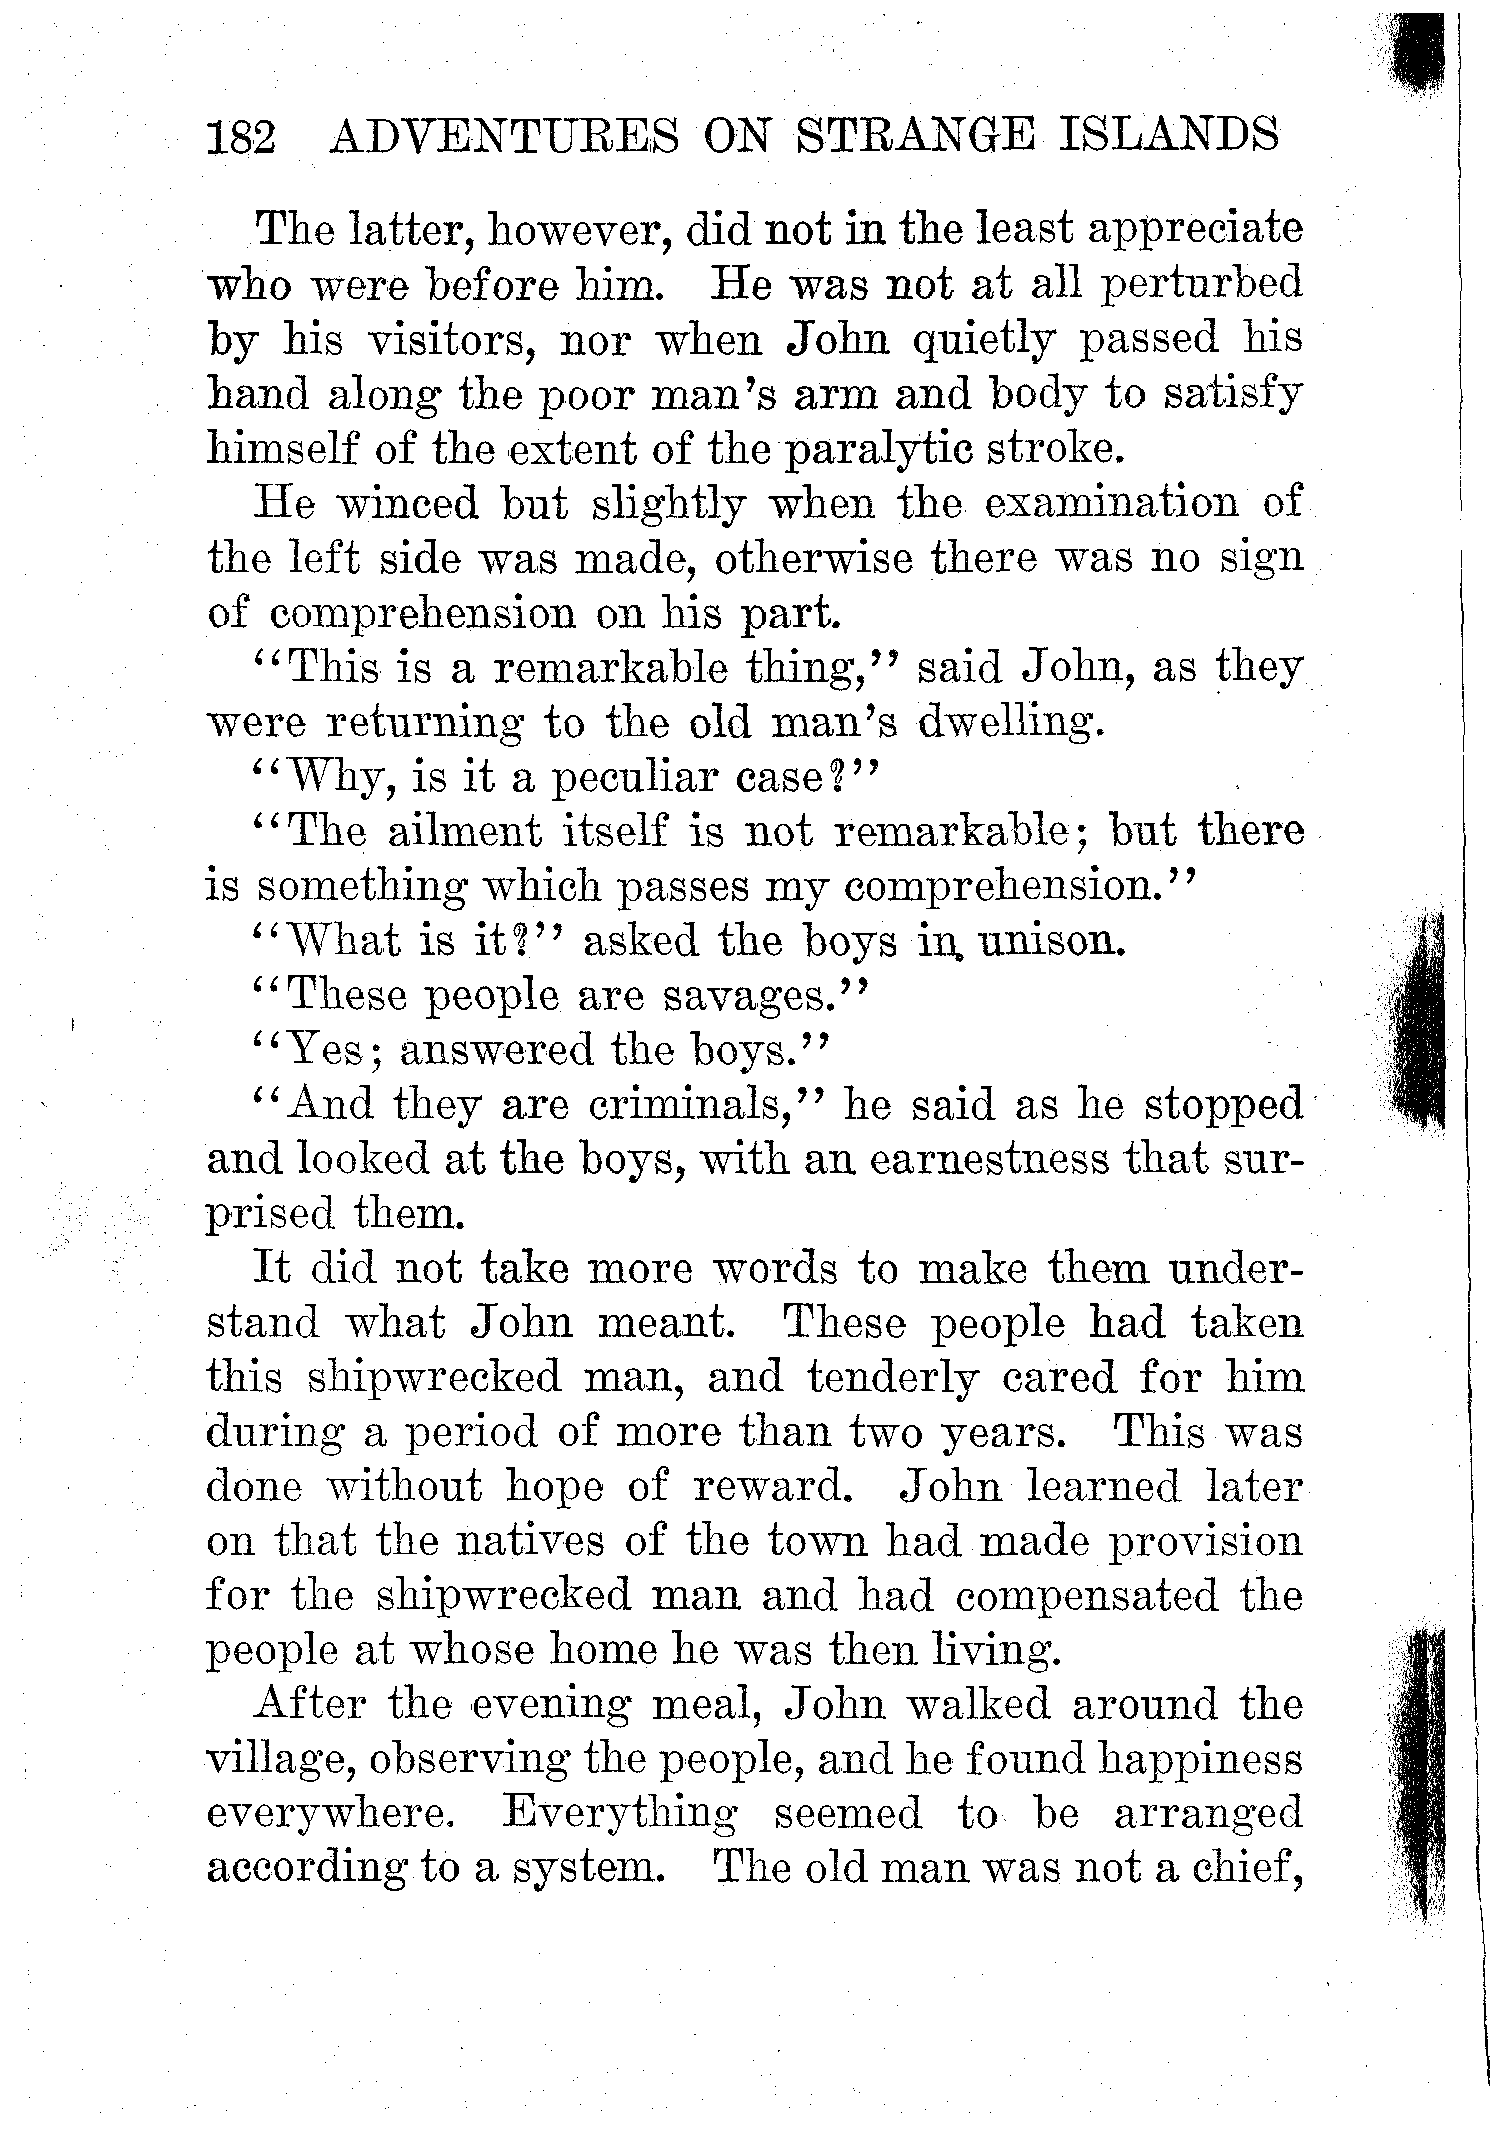 182 ADVENTURES ON STRANGE ISLANDS
The latter, however, did not in the least appreciate
who were before him. He was not at all perturbed
by his visitors, nor when John quietly passed his
hand along the poor man's arm and body to satisfy
himself of the extent of the paralytic stroke.
He winced but slightly when the examination of
the left side was made, otherwise there was no sign
of comprehension on his part.
"This is a remarkable thing," said John, as they
were returning to the old man's dwelling.
"Why, is it a peculiar case?"
"The ailment itself is not remarkable; but there
is something which passes my comprehension."
"What is it?" asked the boys in unison.
"These people are savages."
"Yes; answered the boys."
"And they are criminals," he said as he stopped
and looked at the boys, with an earnestness that sur-
prised them.
It did not take more words to make them under-
stand what John meant. These people had taken
this shipwrecked man, and tenderly cared for him
during a period of more than two years. This was
done without hope of reward. John learned later
on that the natives of the town had made provision
for the shipwrecked man and had compensated the
people at whose home he was then living.
After the evening meal, John walked around the
village, observing the people, and he found happiness
everywhere. Everything seemed to be arranged
according to a system. The old man was not a chief,